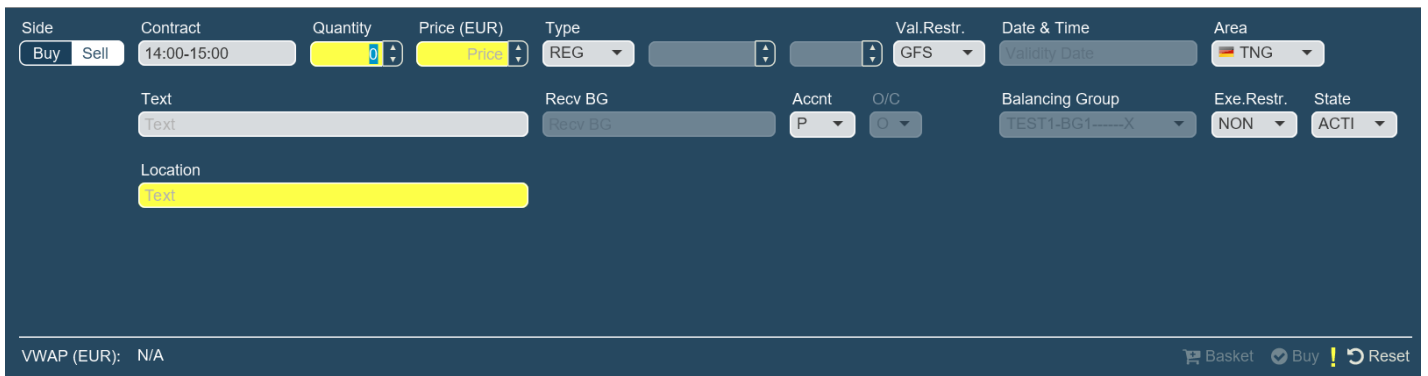 Side Contract Quantity Price (EUR) Type Val.Restr. Date & Time Area
Buy Sell 14:00-15:00 0 Price REG GFS Validity Date TNG
Text Recv BG Accnt O/C Balancing Group Exe.Restr. State
Text Recv BG P O TEST1-BG1------X NON ACTI
Location
Text
VWAP (EUR): N/A Basket Buy ! Reset